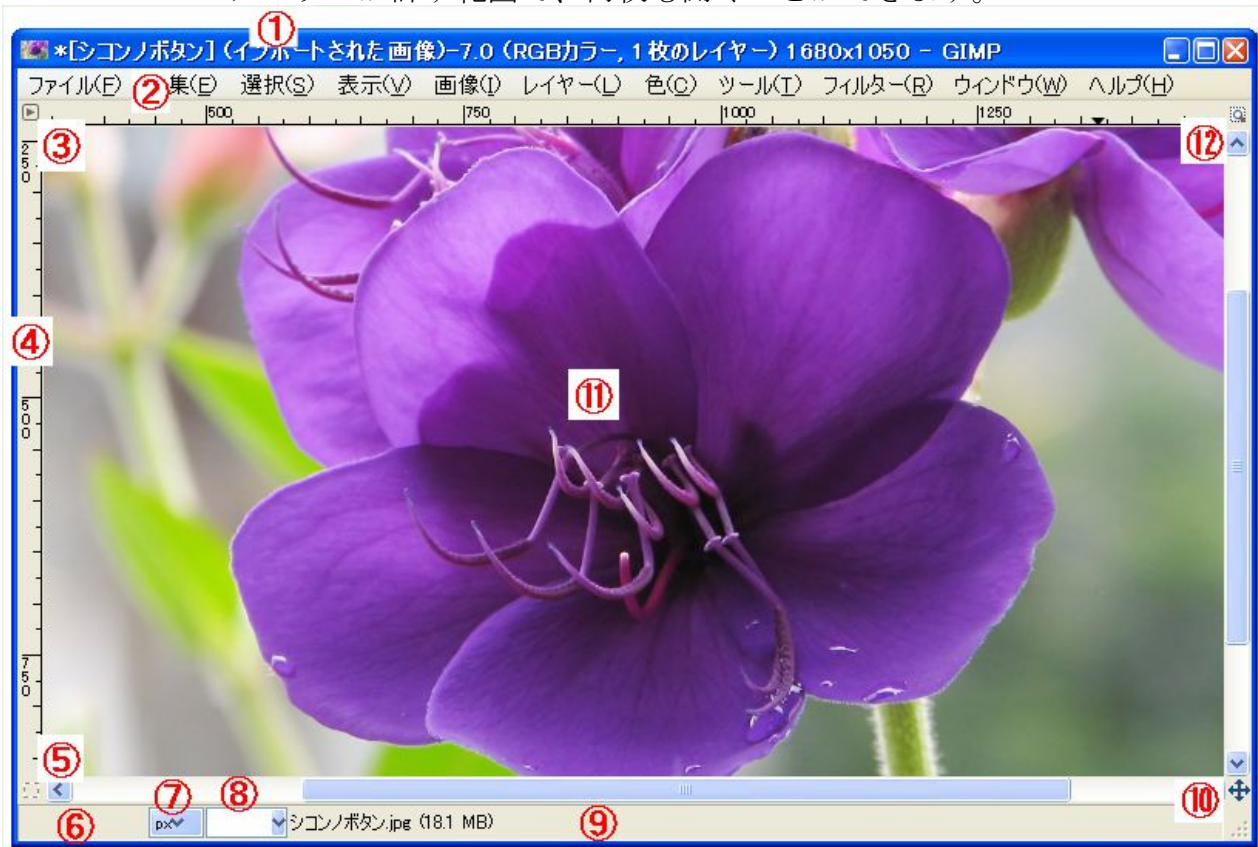 ①
*[シコンノボタン] (インポートされた画像)-7.0 (RGBカラー, 1枚のレイヤー) 1680x1050 – GIMP
ファイル(F) ②集(E) 選択(S) 表示(V) 画像(I) レイヤー(L) 色(C) ツール(T) フィルター(R) ウィンドウ(W) ヘルプ(H)
500 750 1000 1250
③ ⑫
250
④
⑪
500
750
⑤
⑦ ⑧ ⑩
⑥ px シコンノボタン.jpg (18.1 MB) ⑨